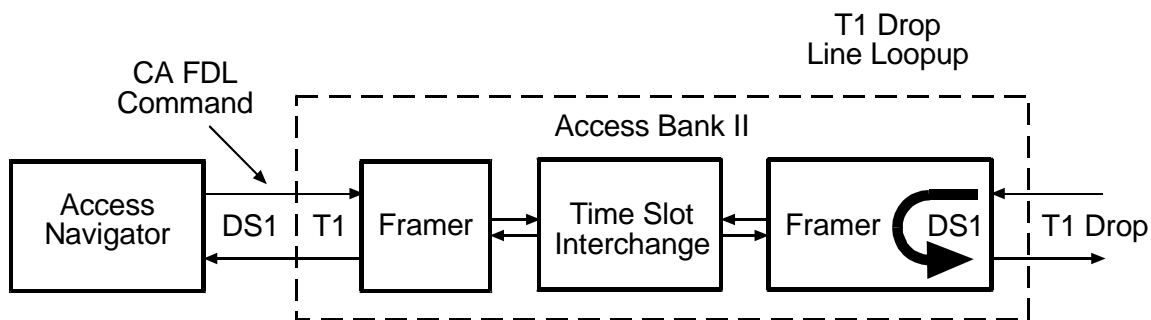 T1 Drop
Line Loopup
CA FDL
Command
Access Bank II
Access
Navigator
DS1
T1
Framer
Time Slot
Interchange
Framer
DS1
T1 Drop